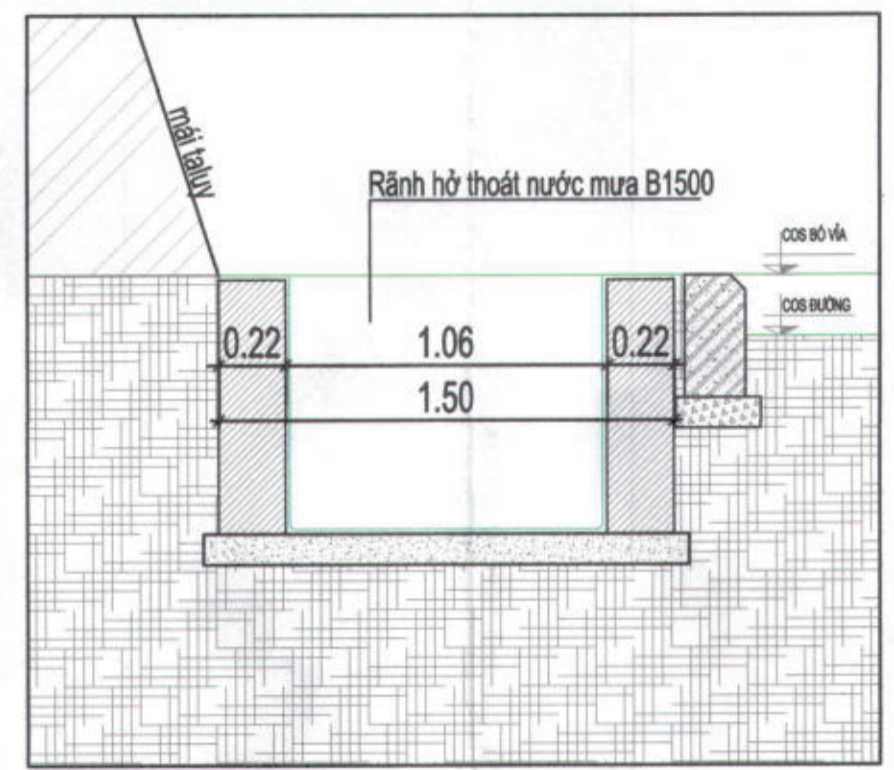 mái taluy
Rãnh hở thoát nước mưa B1500
COS BÓ VỈA
COS ĐƯỜNG
0.22
1.06
0.22
1.50